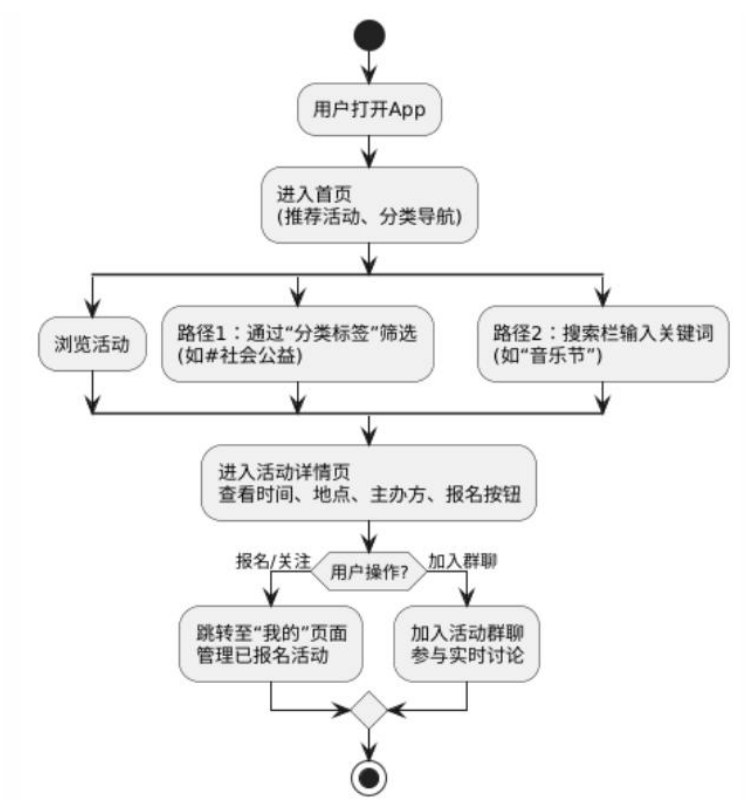 用户打开App
进入首页
(推荐活动、分类导航)
浏览活动
路径1：通过“分类标签”筛选
(如#社会公益)
路径2：搜索栏输入关键词
(如“音乐节”)
进入活动详情页
查看时间、地点、主办方、报名按钮
报名/关注
用户操作?
加入群聊
跳转至“我的”页面
管理已报名活动
加入活动群聊
参与实时讨论